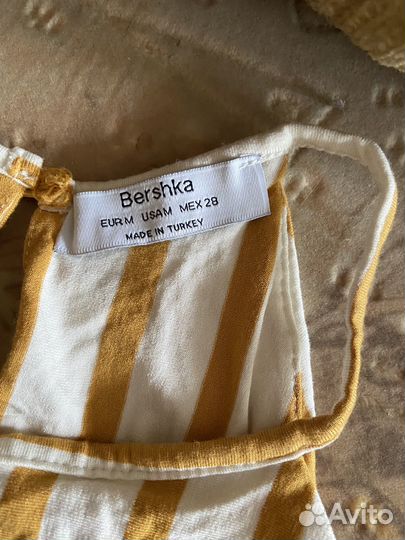 Bershka
EUR M USA M MEX 28
MADE IN TURKEY
Avito